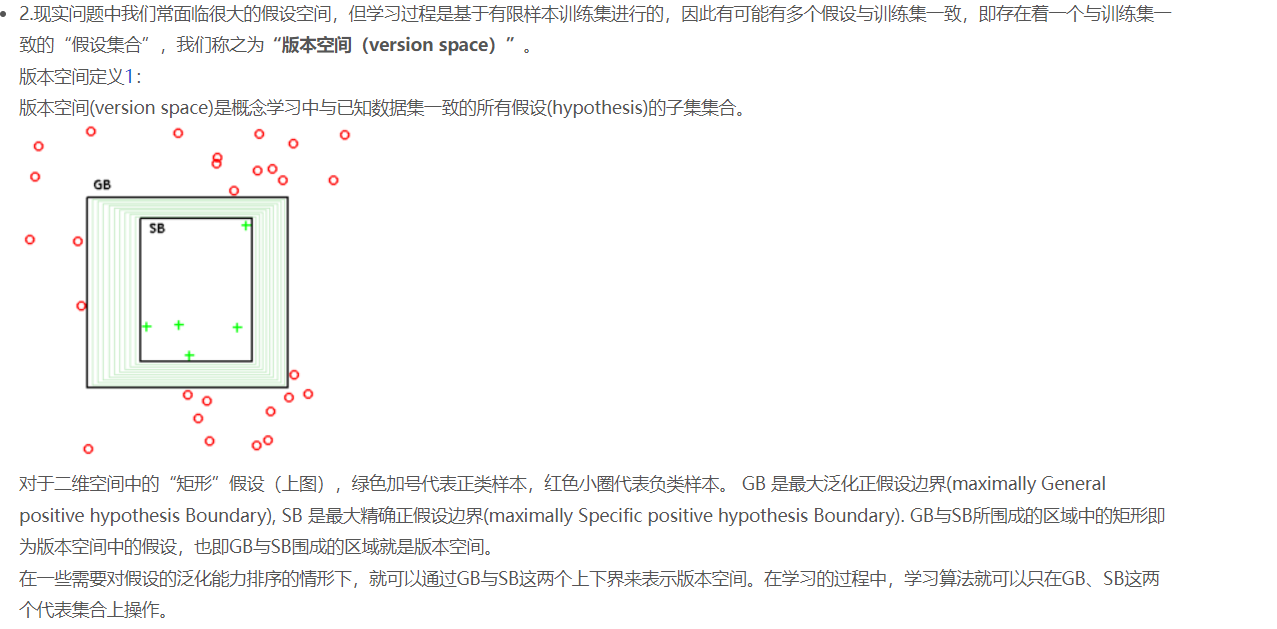 2.现实问题中我们常面临很大的假设空间，但学习过程是基于有限样本训练集进行的，因此有可能有多个假设与训练集一致，即存在着一个与训练集一
致的“假设集合”，我们称之为“版本空间（version space）”。
版本空间定义1：
版本空间(version space)是概念学习中与已知数据集一致的所有假设(hypothesis)的子集集合。
GB
SB
对于二维空间中的“矩形”假设（上图），绿色加号代表正类样本，红色小圈代表负类样本。 GB 是最大泛化正假设边界(maximally General
positive hypothesis Boundary), SB 是最大精确正假设边界(maximally Specific positive hypothesis Boundary). GB与SB所围成的区域中的矩形即
为版本空间中的假设，也即GB与SB围成的区域就是版本空间。
在一些需要对假设的泛化能力排序的情形下，就可以通过GB与SB这两个上下界来表示版本空间。在学习的过程中，学习算法就可以只在GB、SB这两
个代表集合上操作。